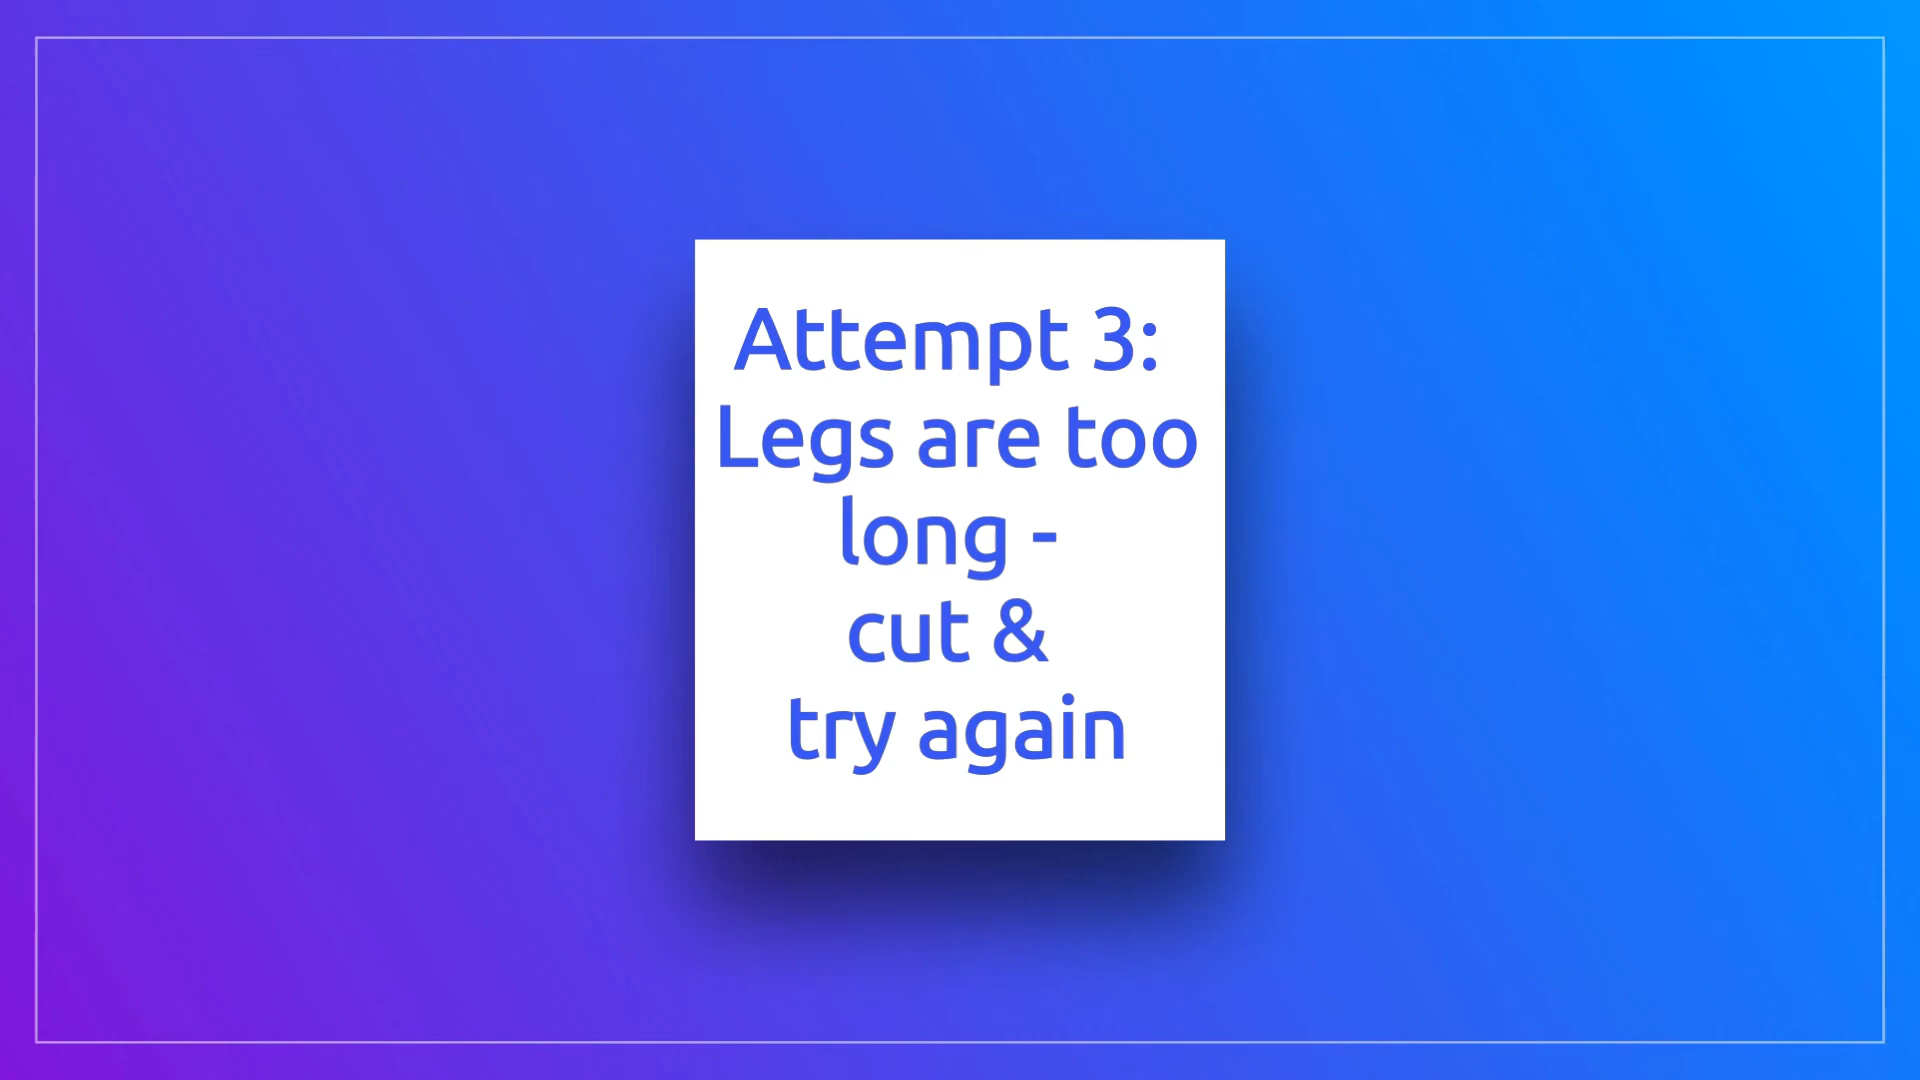 Attempt 3:
Legs are too
long -
cut &
try again